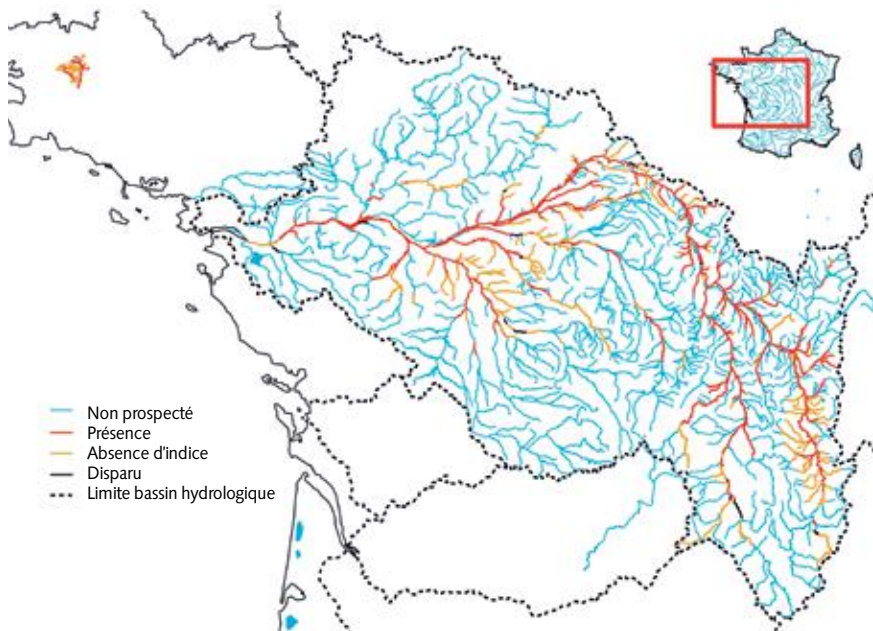 Non prospecté
Présence
Absence d'indice
Disparu
Limite bassin hydrologique